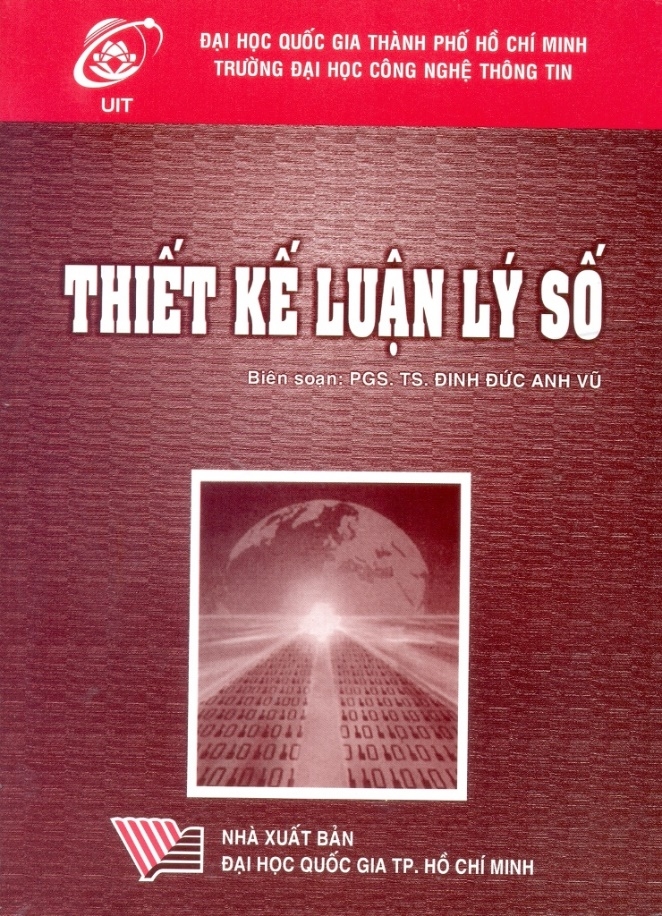 ĐẠI HỌC QUỐC GIA THÀNH PHỐ HỒ CHÍ MINH
TRƯỜNG ĐẠI HỌC CÔNG NGHỆ THÔNG TIN
UIT
THIẾT KẾ LUẬN LÝ SỐ
Biên soạn: PGS. TS. ĐINH ĐỨC ANH VŨ
NHÀ XUẤT BẢN
ĐẠI HỌC QUỐC GIA TP. HỒ CHÍ MINH